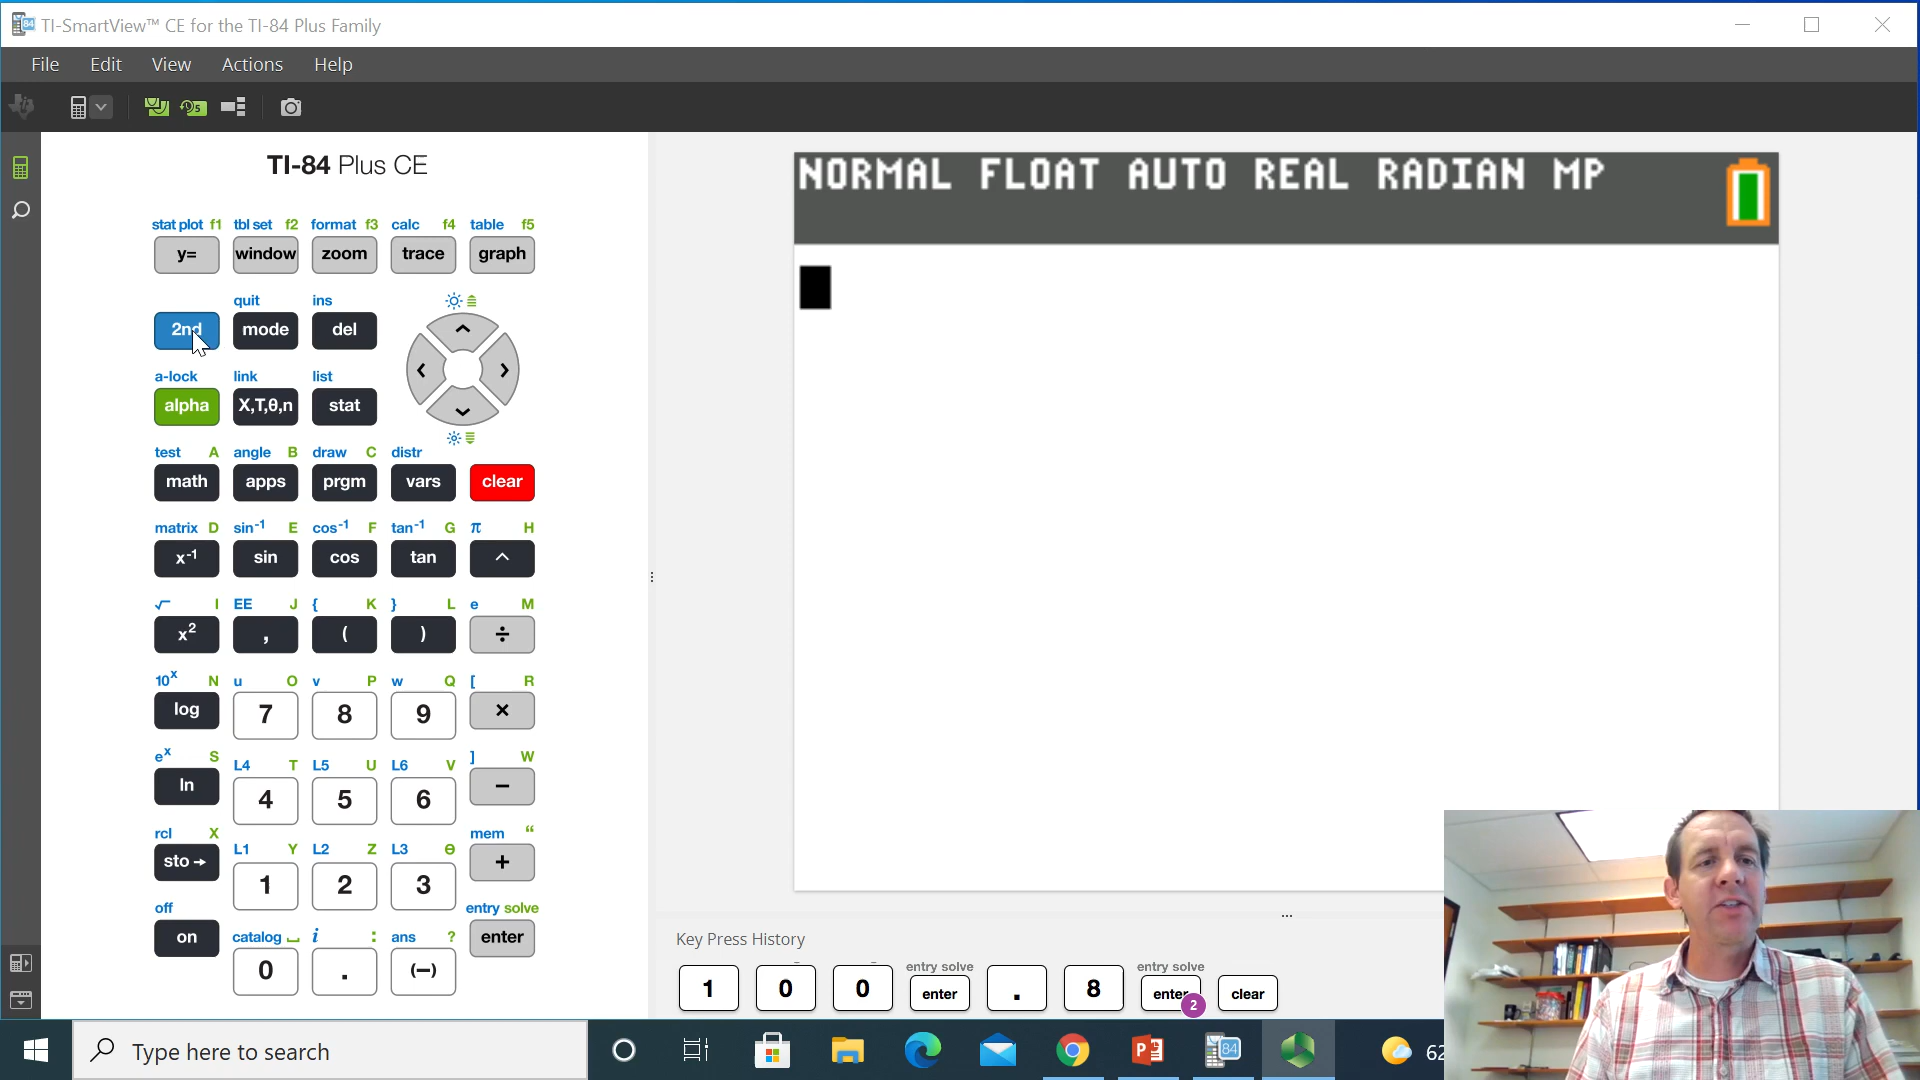 TI-SmartView™ CE for the TI-84 Plus Family
File Edit View Actions Help
TI-84 Plus CE
NORMAL FLOAT AUTO REAL RADIAN MP
stat plot f1 tbl set f2 format f3 calc f4 table f5
y= window zoom trace graph
quit ins
2nd mode del
a-lock link list
alpha X,T,θ,n stat
test A angle B draw C distr
math apps prgm vars clear
matrix D sin-1 E cos-1 F tan-1 G π H
x-1 sin cos tan ^
√ I EE J { K } L e M
x2 , ( ) ÷
10x N u O v P w Q [ R
log 7 8 9 ×
ex S L4 T L5 U L6 V ] W
ln 4 5 6 −
rcl X L1 Y L2 Z L3 θ mem “
sto→ 1 2 3 +
off catalog i : ans ? entry solve
on 0 . (−) enter
Key Press History
entry solve entry solve
1 0 0 enter . 8 enter 2 clear
Type here to search
84
62